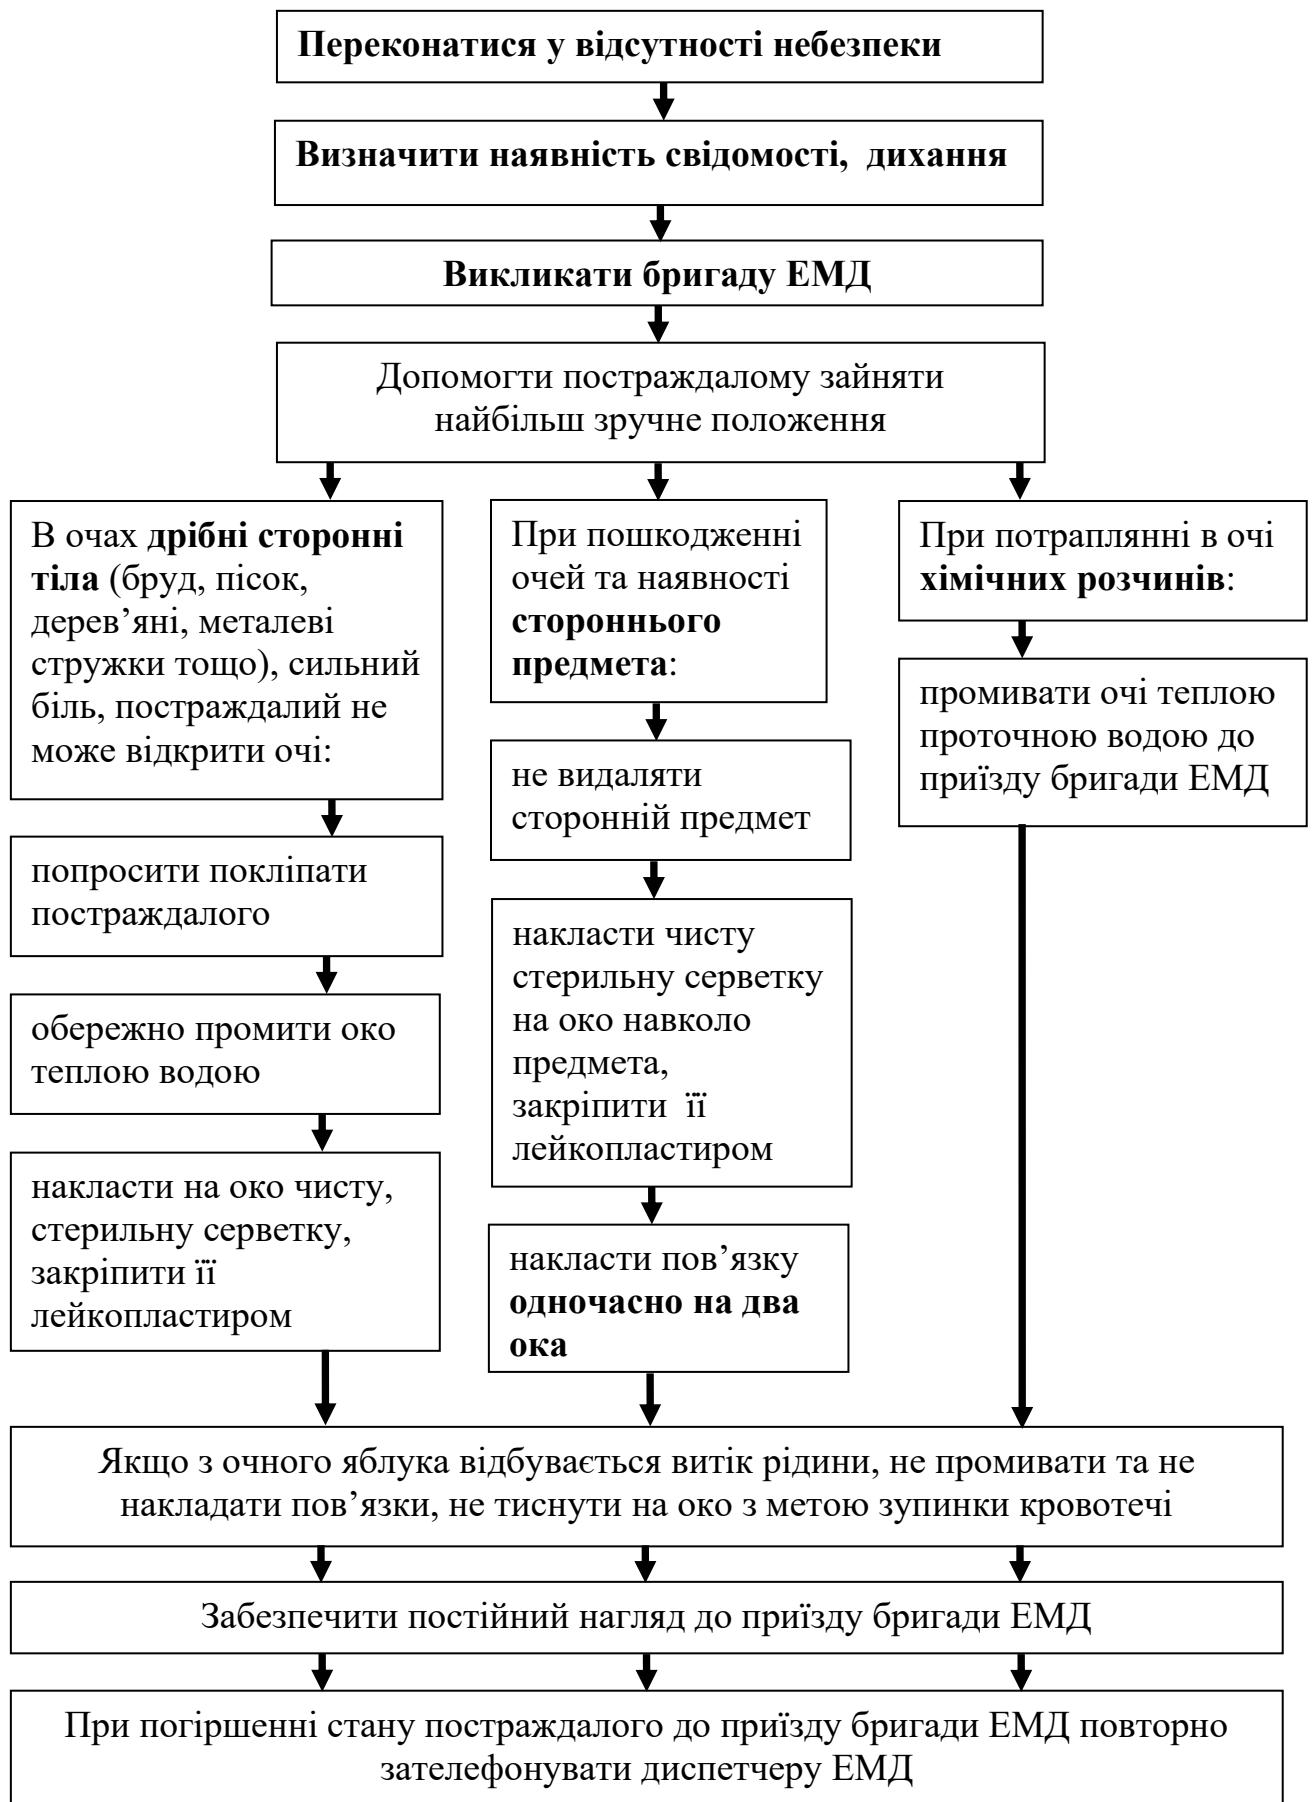 Переконатися у відсутності небезпеки
Визначити наявність свідомості, дихання
Викликати бригаду ЕМД
Допомогти постраждалому зайняти
найбільш зручне положення
В очах дрібні сторонні
тіла (бруд, пісок,
дерев’яні, металеві
стружки тощо), сильний
біль, постраждалий не
може відкрити очі:
попросити покліпати
постраждалого
обережно промити око
теплою водою
накласти на око чисту,
стерильну серветку,
закріпити її
лейкопластиром
При пошкодженні
очей та наявності
стороннього
предмета:
не видаляти
сторонній предмет
накласти чисту
стерильну серветку
на око навколо
предмета,
закріпити її
лейкопластиром
накласти пов’язку
одночасно на два
ока
При потраплянні в очі
хімічних розчинів:
промивати очі теплою
проточною водою до
приїзду бригади ЕМД
Якщо з очного яблука відбувається витік рідини, не промивати та не
накладати пов’язки, не тиснути на око з метою зупинки кровотечі
Забезпечити постійний нагляд до приїзду бригади ЕМД
При погіршенні стану постраждалого до приїзду бригади ЕМД повторно
зателефонувати диспетчеру ЕМД